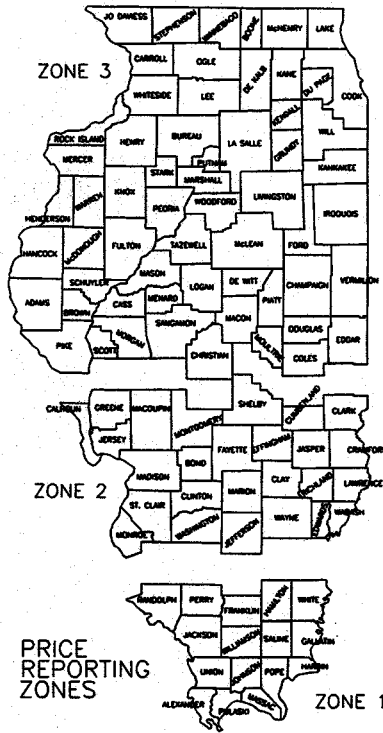 JO DAVIESS
STEPHENSON
WINNEBAGO
BOONE
McHENRY
LAKE
CARROLL
OGLE
DE KALB
KANE
DU PAGE
COOK
ZONE 3
WHITESIDE
LEE
KENDALL
WILL
ROCK ISLAND
HENRY
BUREAU
LA SALLE
GRUNDY
MERCER
PUTNAM
KANKAKEE
STARK
MARSHALL
HENDERSON
WARREN
KNOX
PEORIA
WOODFORD
LIVINGSTON
IROQUOIS
HANCOCK
McDONOUGH
FULTON
TAZEWELL
McLEAN
FORD
MASON
SCHUYLER
LOGAN
DE WITT
CHAMPAIGN
VERMILION
ADAMS
BROWN
CASS
MENARD
PIATT
MACON
SANGAMON
DOUGLAS
PIKE
SCOTT
MORGAN
MOULTRIE
EDGAR
COLES
CHRISTIAN
SHELBY
CUMBERLAND
CLARK
CALHOUN
GREENE
MACOUPIN
MONTGOMERY
JERSEY
FAYETTE
EFFINGHAM
JASPER
CRAWFORD
BOND
MADISON
ZONE 2
CLINTON
MARION
CLAY
RICHLAND
LAWRENCE
ST. CLAIR
WAYNE
EDWARDS
WABASH
MONROE
WASHINGTON
JEFFERSON
RANDOLPH
PERRY
FRANKLIN
HAMILTON
WHITE
JACKSON
WILLIAMSON
SALINE
GALLATIN
UNION
JOHNSON
POPE
HARDIN
ALEXANDER
PULASKI
MASSAC
ZONE 1
PRICE
REPORTING
ZONES